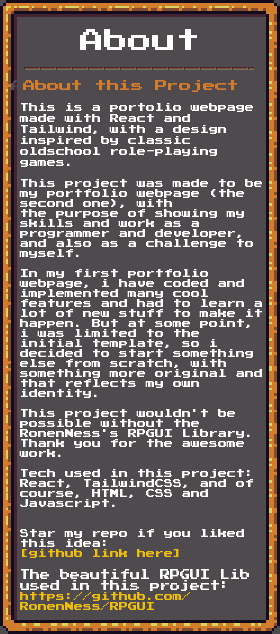 About
About this Project
This is a portolio webpage
made with React and
Tailwind, with a design
inspired by classic
oldschool role-playing
games.
This project was made to be
my portfolio webpage (the
second one), with
the purpose of showing my
skills and work as a
programmer and developer,
and also as a challenge to
myself.
In my first portfolio
webpage, i have coded and
implemented many cool
features and had to learn a
lot of new stuff to make it
happen. But at some point,
i was limited to the
initial template, so i
decided to start something
else from scratch, with
something more original and
that reflects my own
identity.
This project wouldn't be
possible without the
RonenNess's RPGUI Library.
Thank you for the awesome
work.
Tech used in this project:
React, TailwindCSS, and of
course, HTML, CSS and
Javascript.
Star my repo if you liked
this idea:
[github link here]
The beautiful RPGUI Lib
used in this project:
https://github.com/
RonenNess/RPGUI